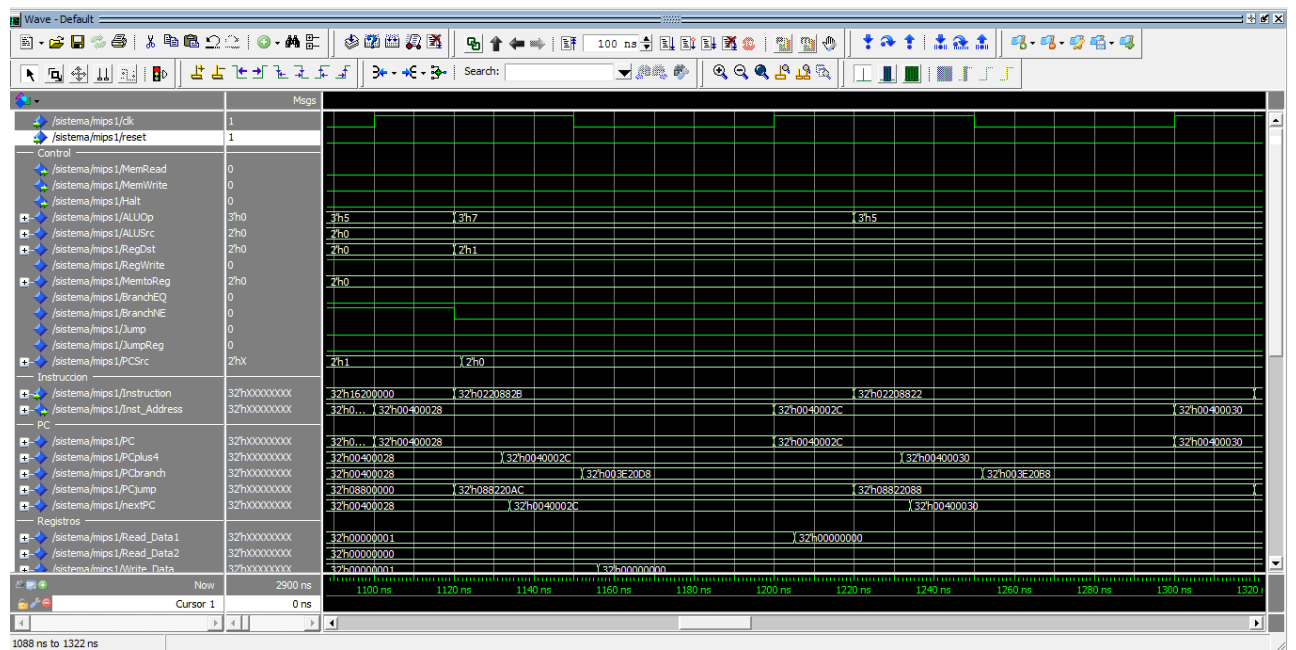 Wave - Default
100 ns
Search:
Msgs
/sistema/mips1/clk 1
/sistema/mips1/reset 1
Control
/sistema/mips1/MemRead 0
/sistema/mips1/MemWrite 0
/sistema/mips1/Halt 0
/sistema/mips1/ALUOp 3'h0 3'h5 3'h7 3'h5
/sistema/mips1/ALUSrc 2'h0 2'h0
/sistema/mips1/RegDst 2'h0 2'h0 2'h1
/sistema/mips1/RegWrite 0
/sistema/mips1/MemtoReg 2'h0 2'h0
/sistema/mips1/BranchEQ 0
/sistema/mips1/BranchNE 0
/sistema/mips1/Jump 0
/sistema/mips1/JumpReg 0
/sistema/mips1/PCSrc 2'hX 2'h1 2'h0
Instruccion
/sistema/mips1/Instruction 32'hXXXXXXXX 32'h16200000 32'h0220882B 32'h02208822
/sistema/mips1/Inst_Address 32'hXXXXXXXX 32'h0... 32'h00400028 32'h0040002C 32'h00400030
PC
/sistema/mips1/PC 32'hXXXXXXXX 32'h0... 32'h00400028 32'h0040002C 32'h00400030
/sistema/mips1/PCplus4 32'hXXXXXXXX 32'h00400028 32'h0040002C 32'h00400030
/sistema/mips1/PCbranch 32'hXXXXXXXX 32'h00400028 32'h003E20D8 32'h003E20B8
/sistema/mips1/PCjump 32'hXXXXXXXX 32'h08800000 32'h088220AC 32'h08822088
/sistema/mips1/nextPC 32'hXXXXXXXX 32'h00400028 32'h0040002C 32'h00400030
Registros
/sistema/mips1/Read_Data1 32'hXXXXXXXX 32'h00000001 32'h00000000
/sistema/mips1/Read_Data2 32'hXXXXXXXX 32'h00000000
/sistema/mips1/Write_Data 32'hXXXXXXXX 32'h00000001 32'h00000000
Now 2900 ns 1100 ns 1120 ns 1140 ns 1160 ns 1180 ns 1200 ns 1220 ns 1240 ns 1260 ns 1280 ns 1300 ns 1320
Cursor 1 0 ns
1088 ns to 1322 ns